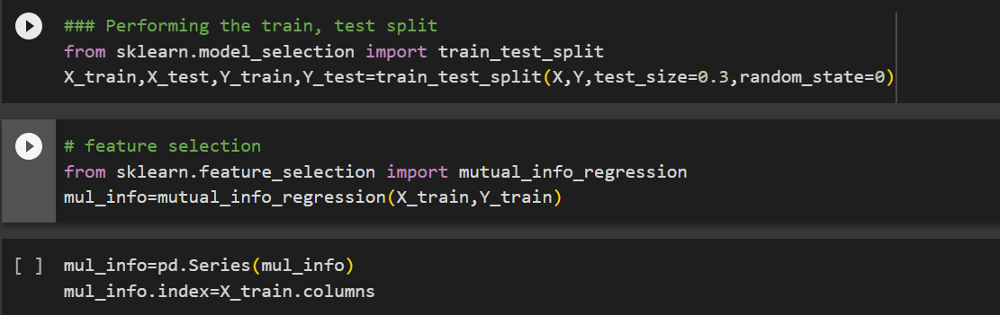 ### Performing the train, test split
from sklearn.model_selection import train_test_split
X_train,X_test,Y_train,Y_test=train_test_split(X,Y,test_size=0.3,random_state=0)
# feature selection
from sklearn.feature_selection import mutual_info_regression
mul_info=mutual_info_regression(X_train,Y_train)
[ ] mul_info=pd.Series(mul_info)
mul_info.index=X_train.columns